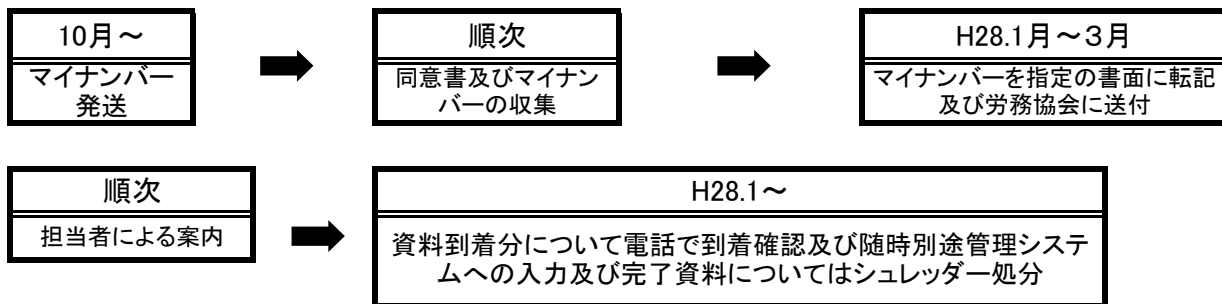 10月～
マイナンバー
発送
順次
同意書及びマイナン
バーの収集
H28.1月～３月
マイナンバーを指定の書面に転記
及び労務協会に送付
順次
担当者による案内
H28.1～
資料到着分について電話で到着確認及び随時別途管理システ
ムへの入力及び完了資料についてはシュレッダー処分